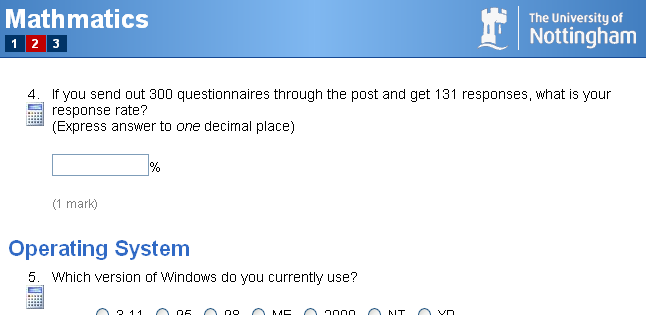 Mathmatics
1 2 3
The University of
Nottingham
4. If you send out 300 questionnaires through the post and get 131 responses, what is your
response rate?
(Express answer to one decimal place)
%
(1 mark)
Operating System
5. Which version of Windows do you currently use?
3.11 95 98 ME 2000 NT XP